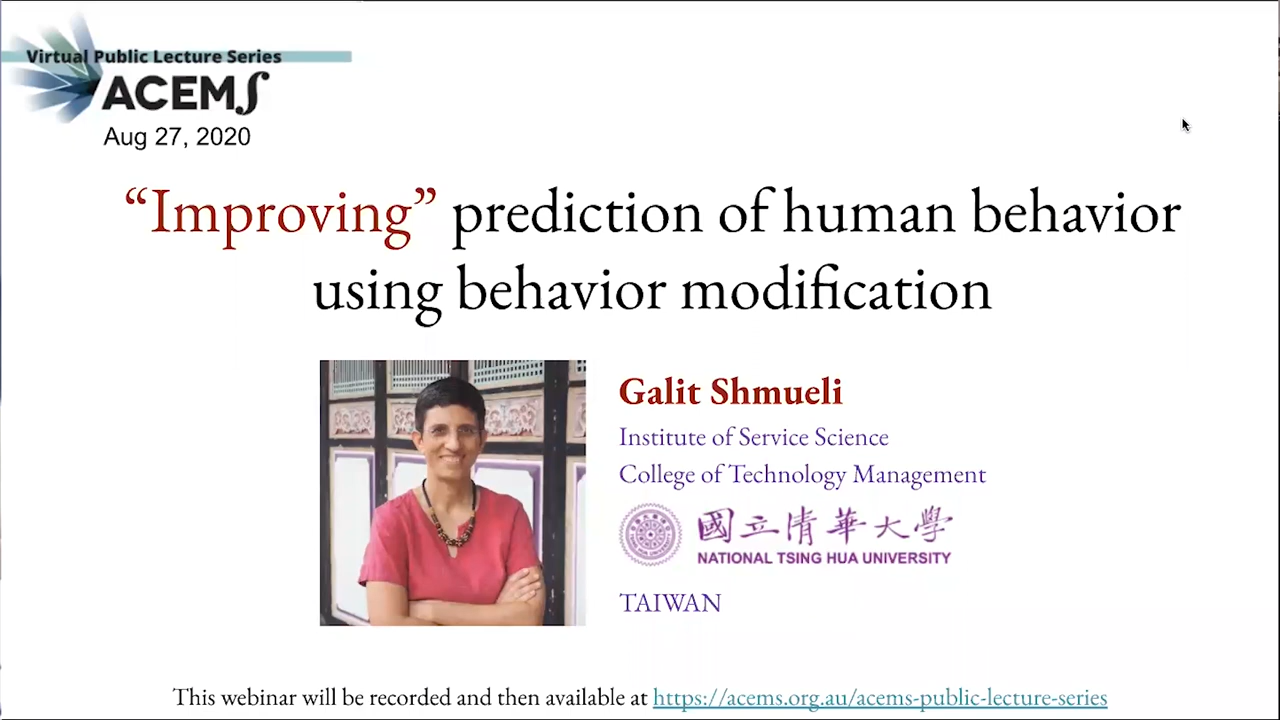 Virtual Public Lecture Series
ACEMS
Aug 27, 2020
“Improving” prediction of human behavior
using behavior modification
Galit Shmueli
Institute of Service Science
College of Technology Management
國立清華大學
NATIONAL TSING HUA UNIVERSITY
TAIWAN
This webinar will be recorded and then available at https://acems.org.au/acems-public-lecture-series